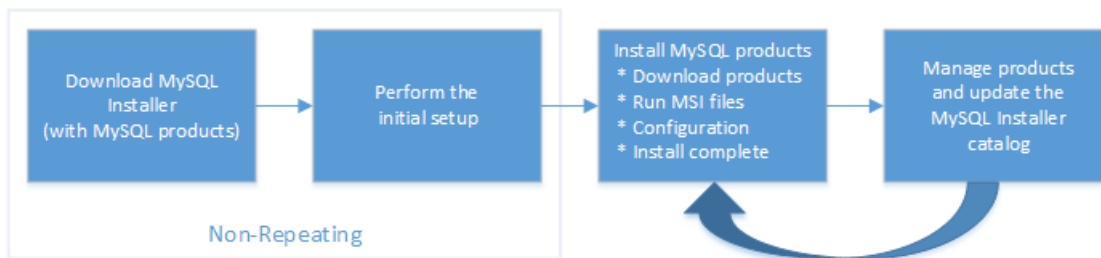 Download MySQL
Installer
(with MySQL products)
Perform the
initial setup
Install MySQL products
* Download products
* Run MSI files
* Configuration
* Install complete
Manage products
and update the
MySQL Installer
catalog
Non-Repeating